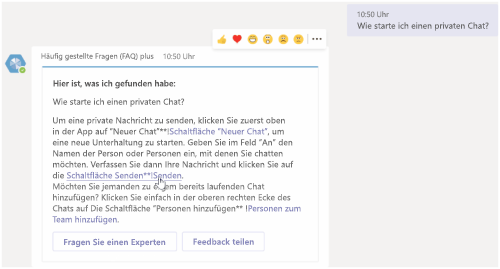 10:50 Uhr
Wie starte ich einen privaten Chat?
Häufig gestellte Fragen (FAQ) plus 10:50 Uhr
Hier ist, was ich gefunden habe:
Wie starte ich einen privaten Chat?
Um eine private Nachricht zu senden, klicken Sie zuerst oben
in der App auf "Neuer Chat"**!Schaltfläche "Neuer Chat", um
eine neue Unterhaltung zu starten. Geben Sie im Feld "An" den
Namen der Person oder Personen ein, mit denen Sie chatten
möchten. Verfassen Sie dann Ihre Nachricht und klicken Sie auf
die Schaltfläche Senden**!Senden.
Möchten Sie jemanden zu bereits laufenden Chat
hinzufügen? Klicken Sie einfach in der oberen rechten Ecke des
Chats auf Die Schaltfläche "Personen hinzufügen** !Personen zum
Team hinzufügen.
Fragen Sie einen Experten Feedback teilen